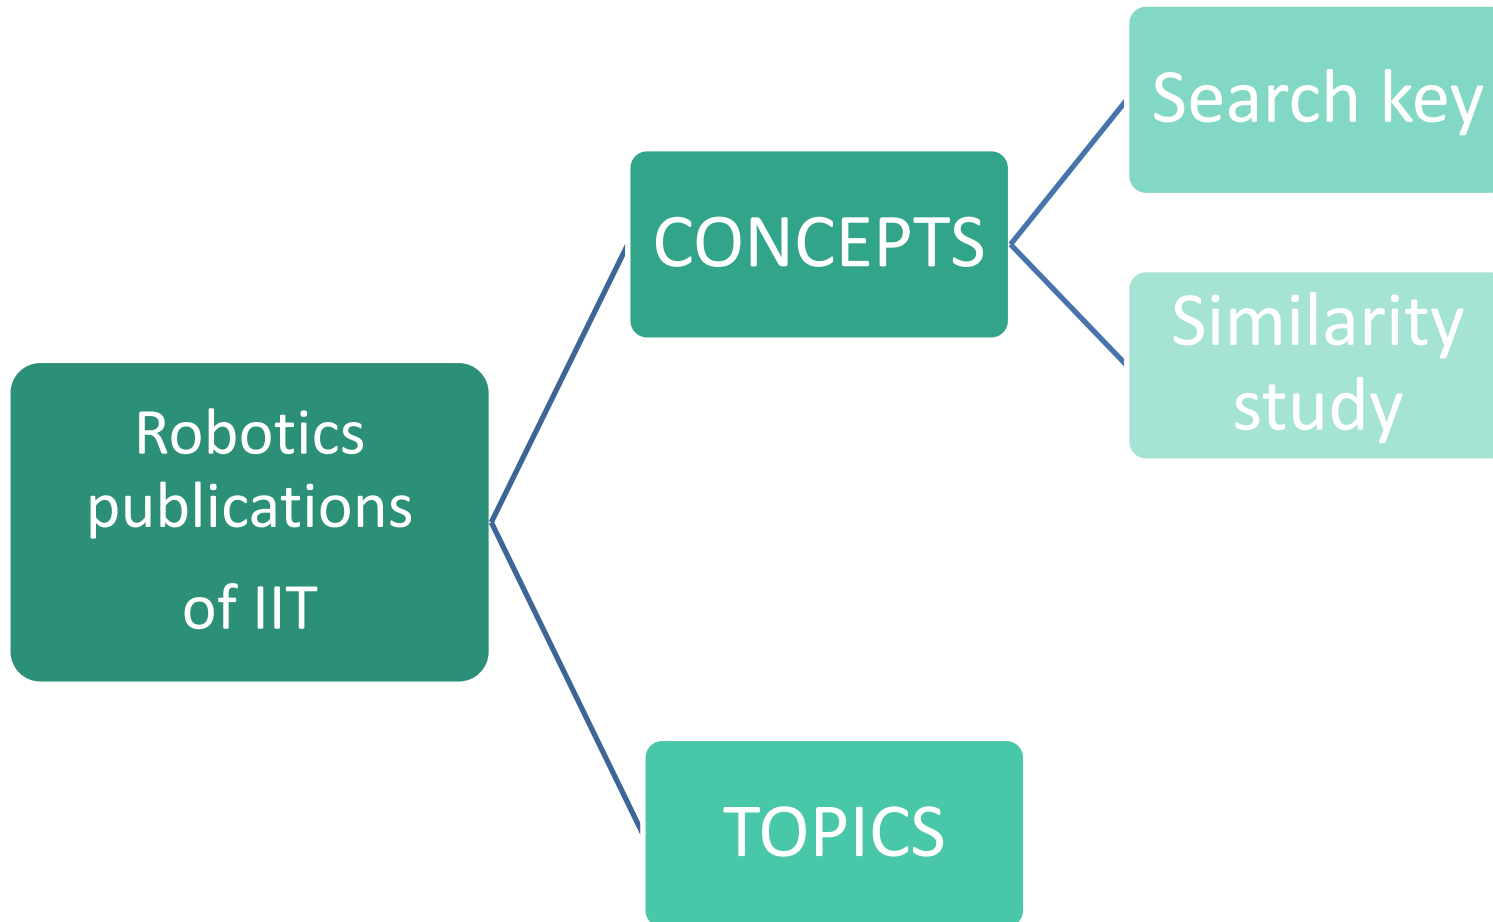 Robotics
publications
of IIT
CONCEPTS
Search key
Similarity
study
TOPICS